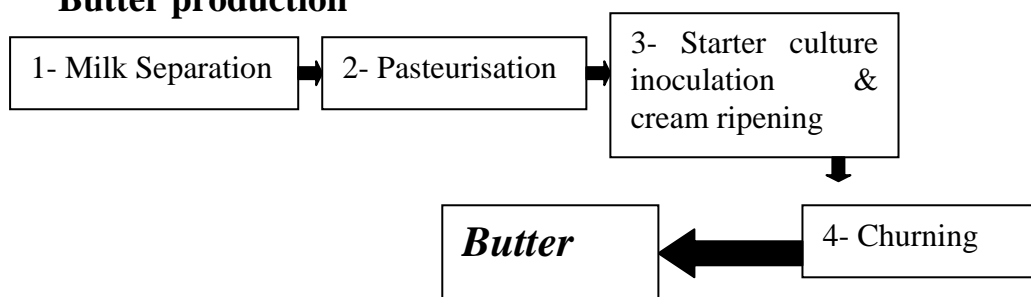 Butter production
1- Milk Separation
2- Pasteurisation
3- Starter culture
inoculation &
cream ripening
4- Churning
Butter